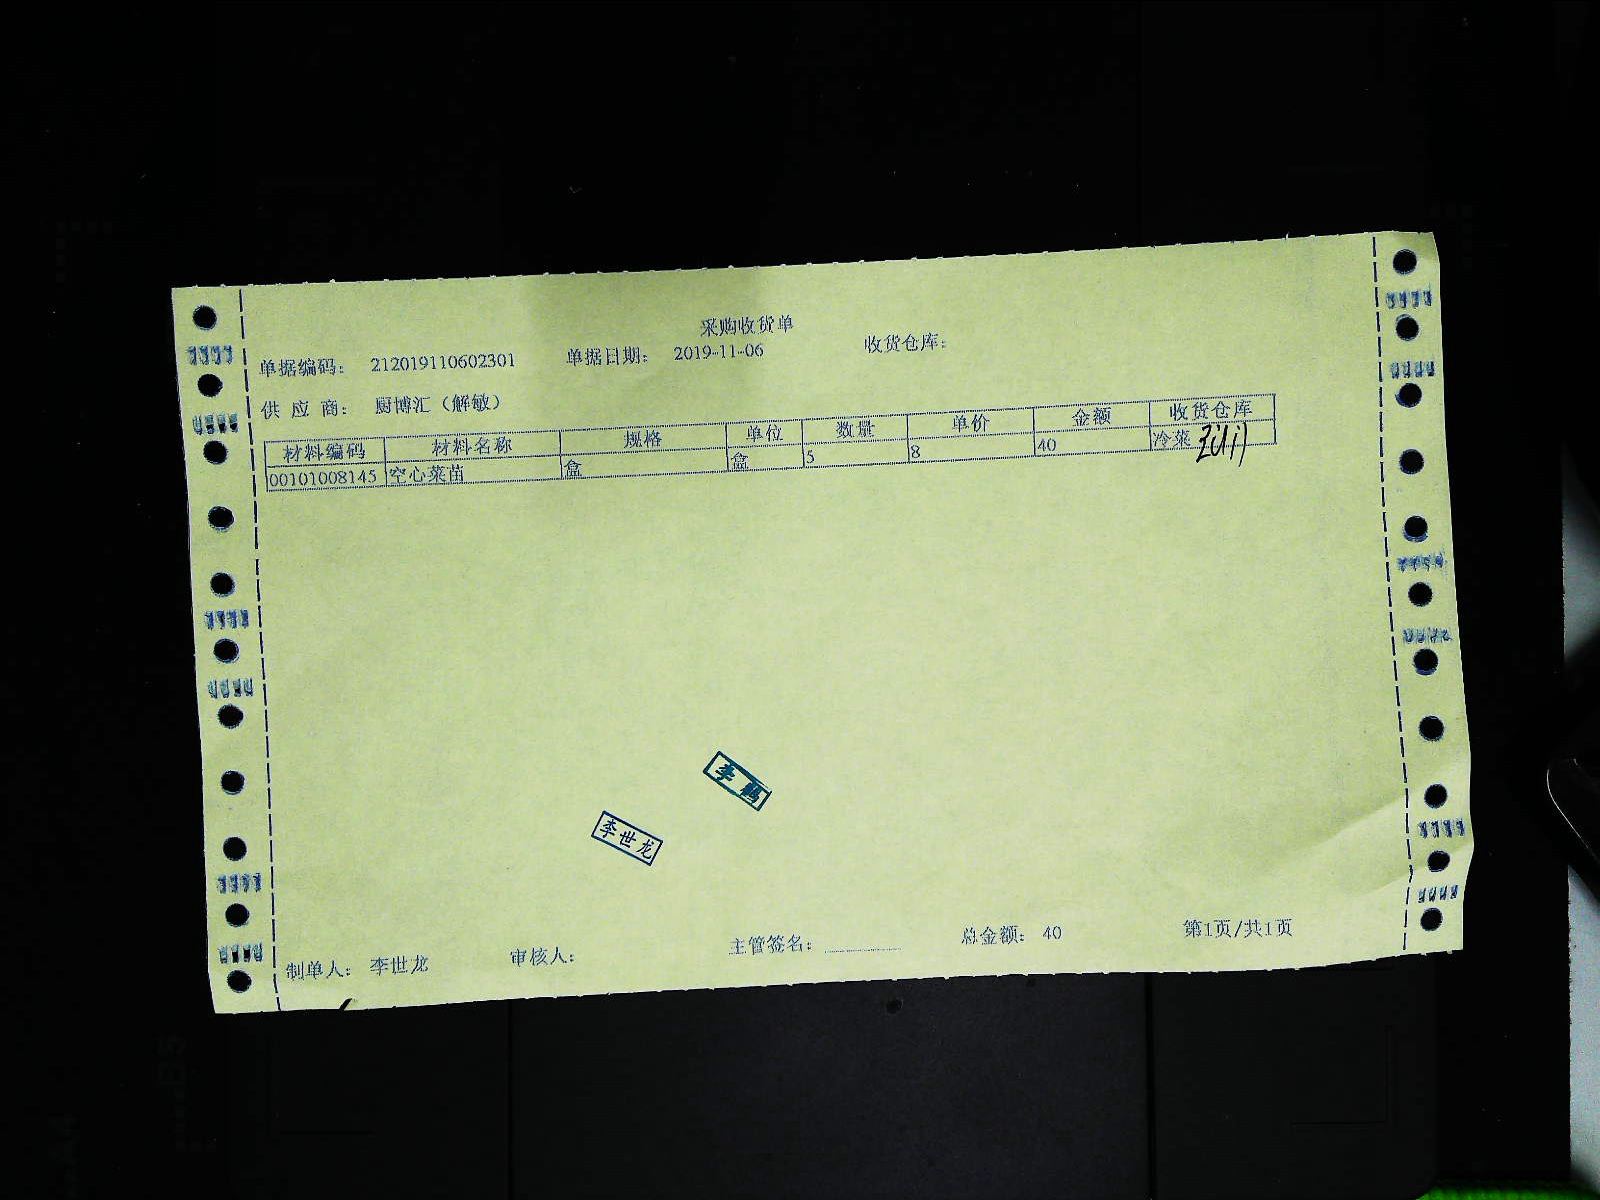 采购收货单
单据编码： 212019110602301 单据日期： 2019-11-06 收货仓库：
供 应 商： 厨博汇（解敏）
材料编码 材料名称 规格 单位 数量 单价 金额 收货仓库
00101008145 空心菜苗 盒 盒 5 8 40 冷菜
李 鹏
李世龙
制单人： 李世龙 审核人： 主管签名： 总金额： 40 第1页/共1页